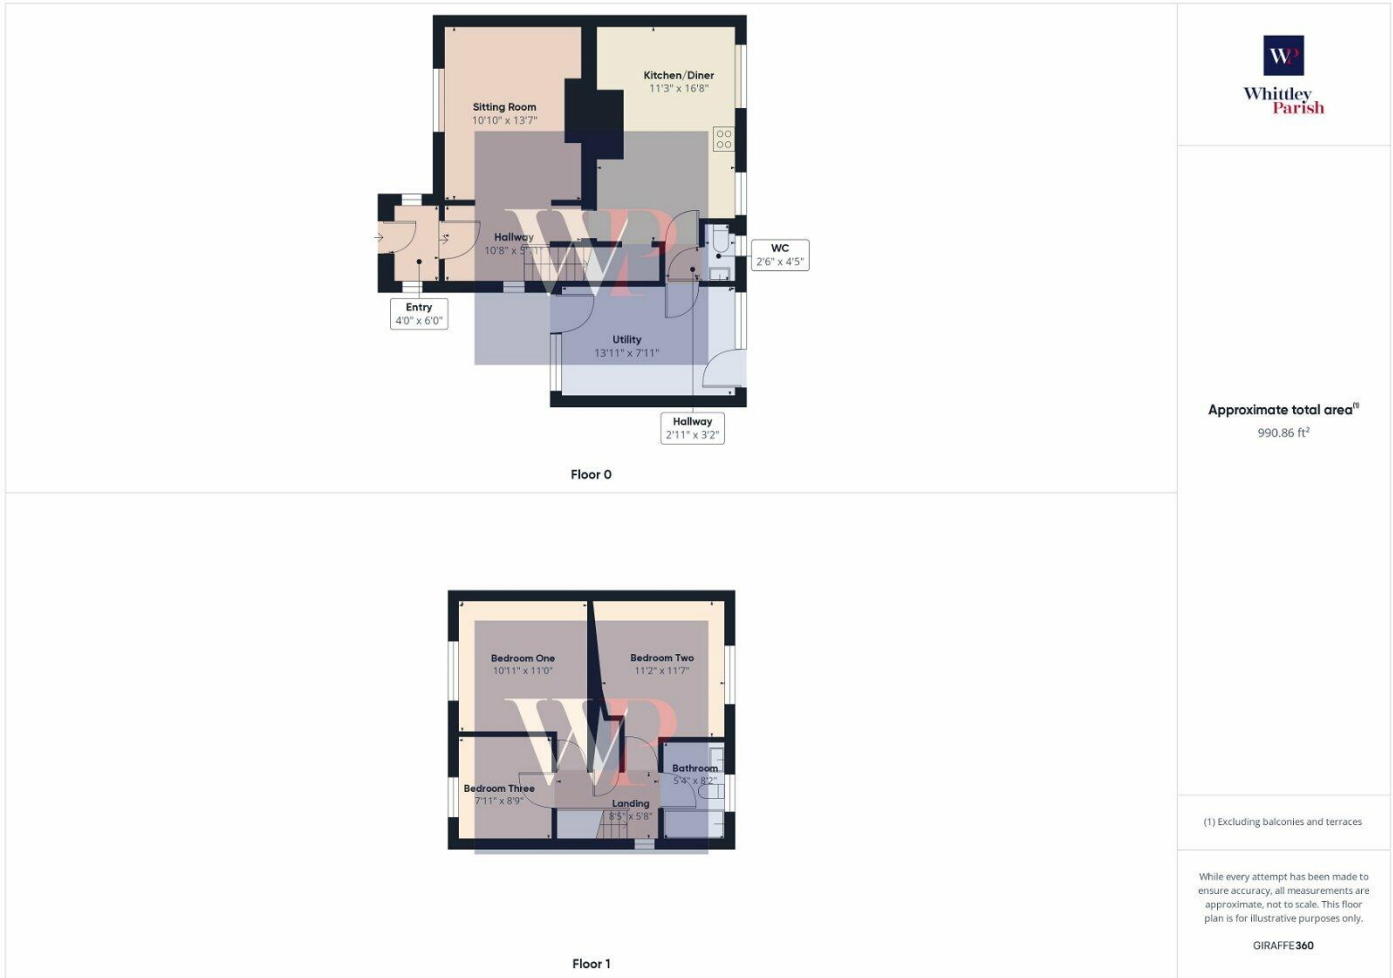 Sitting Room
10'10" x 13'7"
Kitchen/Diner
11'3" x 16'8"
Hallway
10'8" x 5'11"
WC
2'6" x 4'5"
Entry
4'0" x 6'0"
Utility
13'11" x 7'11"
Hallway
2'11" x 3'2"
WP
Floor 0
Bedroom One
10'11" x 11'0"
Bedroom Two
11'2" x 11'7"
Bedroom Three
7'11" x 8'9"
Bathroom
5'4" x 8'2"
Landing
8'5" x 5'8"
WP
Floor 1
WP
Whittley
Parish
Approximate total area(1)
990.86 ft²
(1) Excluding balconies and terraces
While every attempt has been made to
ensure accuracy, all measurements are
approximate, not to scale. This floor
plan is for illustrative purposes only.
GIRAFFE360